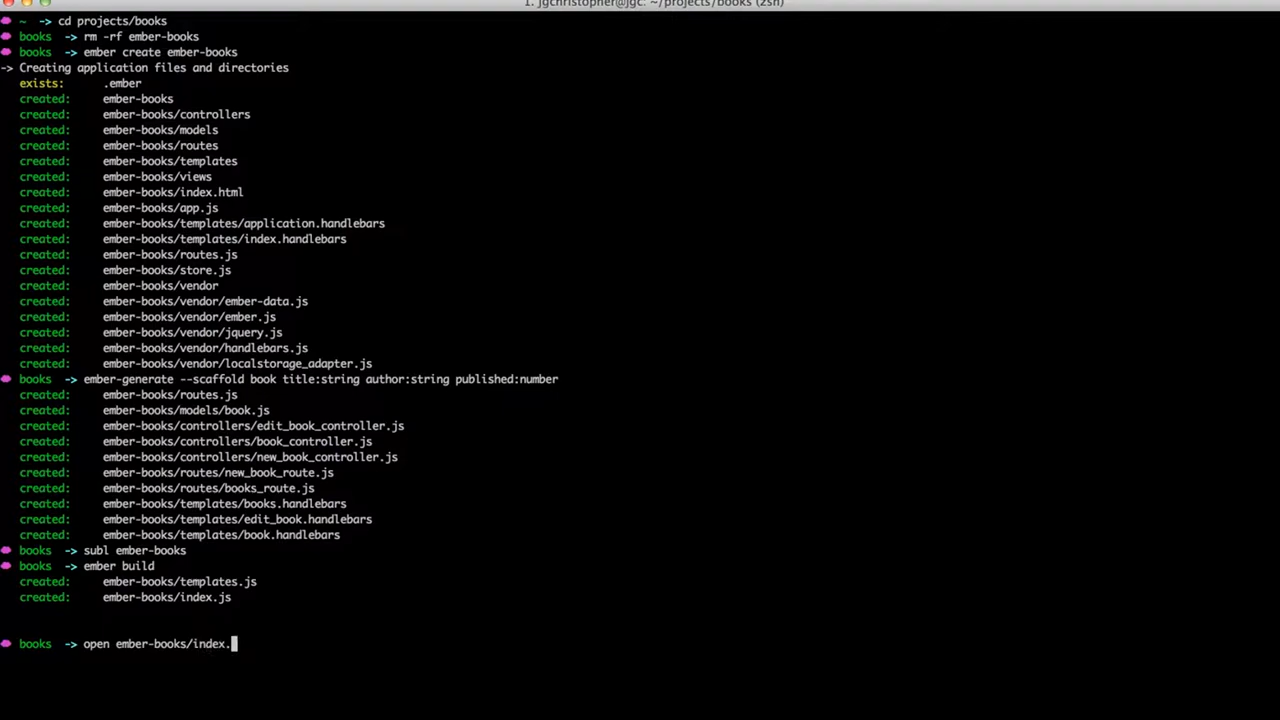 1. jgchristopher@jgc: ~/projects/books (zsh)
~ -> cd projects/books
books -> rm -rf ember-books
books -> ember create ember-books
-> Creating application files and directories
exists: .ember
created: ember-books
created: ember-books/controllers
created: ember-books/models
created: ember-books/routes
created: ember-books/templates
created: ember-books/views
created: ember-books/index.html
created: ember-books/app.js
created: ember-books/templates/application.handlebars
created: ember-books/templates/index.handlebars
created: ember-books/routes.js
created: ember-books/store.js
created: ember-books/vendor
created: ember-books/vendor/ember-data.js
created: ember-books/vendor/ember.js
created: ember-books/vendor/jquery.js
created: ember-books/vendor/handlebars.js
created: ember-books/vendor/localstorage_adapter.js
books -> ember-generate --scaffold book title:string author:string published:number
created: ember-books/routes.js
created: ember-books/models/book.js
created: ember-books/controllers/edit_book_controller.js
created: ember-books/controllers/book_controller.js
created: ember-books/controllers/new_book_controller.js
created: ember-books/routes/new_book_route.js
created: ember-books/routes/books_route.js
created: ember-books/templates/books.handlebars
created: ember-books/templates/edit_book.handlebars
created: ember-books/templates/book.handlebars
books -> subl ember-books
books -> ember build
created: ember-books/templates.js
created: ember-books/index.js
books -> open ember-books/index.